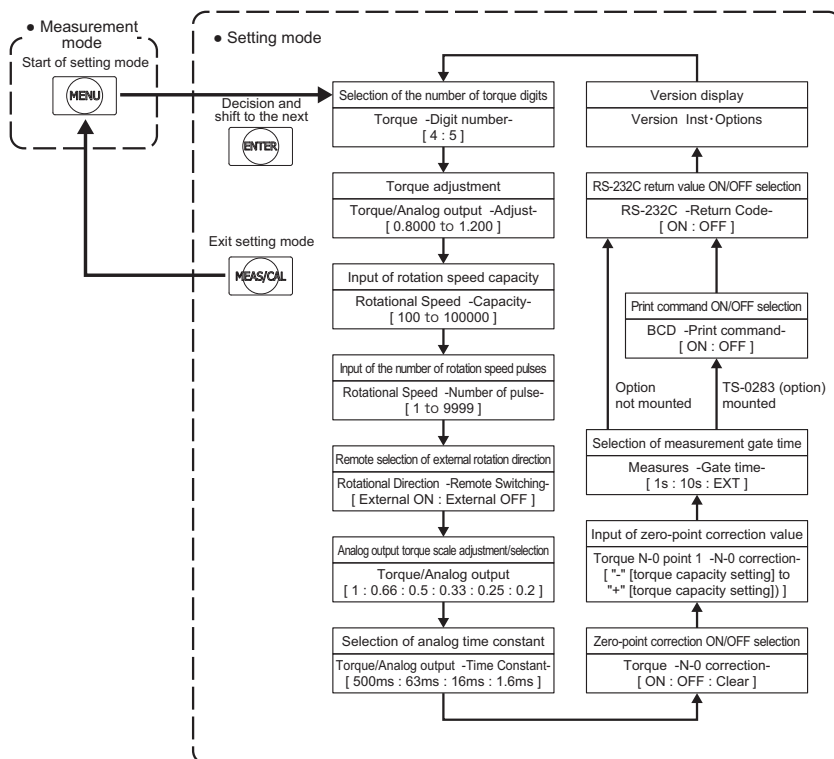 ● Measurement
mode
Start of setting mode
MENU
● Setting mode
Decision and
shift to the next
ENTER
Exit setting mode
MEAS/CAL
Selection of the number of torque digits
Torque -Digit number-
[ 4 : 5 ]
Torque adjustment
Torque/Analog output -Adjust-
[ 0.8000 to 1.200 ]
Input of rotation speed capacity
Rotational Speed -Capacity-
[ 100 to 100000 ]
Input of the number of rotation speed pulses
Rotational Speed -Number of pulse-
[ 1 to 9999 ]
Remote selection of external rotation direction
Rotational Direction -Remote Switching-
[ External ON : External OFF ]
Analog output torque scale adjustment/selection
Torque/Analog output
[ 1 : 0.66 : 0.5 : 0.33 : 0.25 : 0.2 ]
Selection of analog time constant
Torque/Analog output -Time Constant-
[ 500ms : 63ms : 16ms : 1.6ms ]
Zero-point correction ON/OFF selection
Torque -N-0 correction-
[ ON : OFF : Clear ]
Input of zero-point correction value
Torque N-0 point 1 -N-0 correction-
[ "-" [torque capacity setting] to
"+" [torque capacity setting]) ]
Selection of measurement gate time
Measures -Gate time-
[ 1s : 10s : EXT ]
Option
not mounted
TS-0283 (option)
mounted
Print command ON/OFF selection
BCD -Print command-
[ ON : OFF ]
RS-232C return value ON/OFF selection
RS-232C -Return Code-
[ ON : OFF ]
Version display
Version Inst･Options